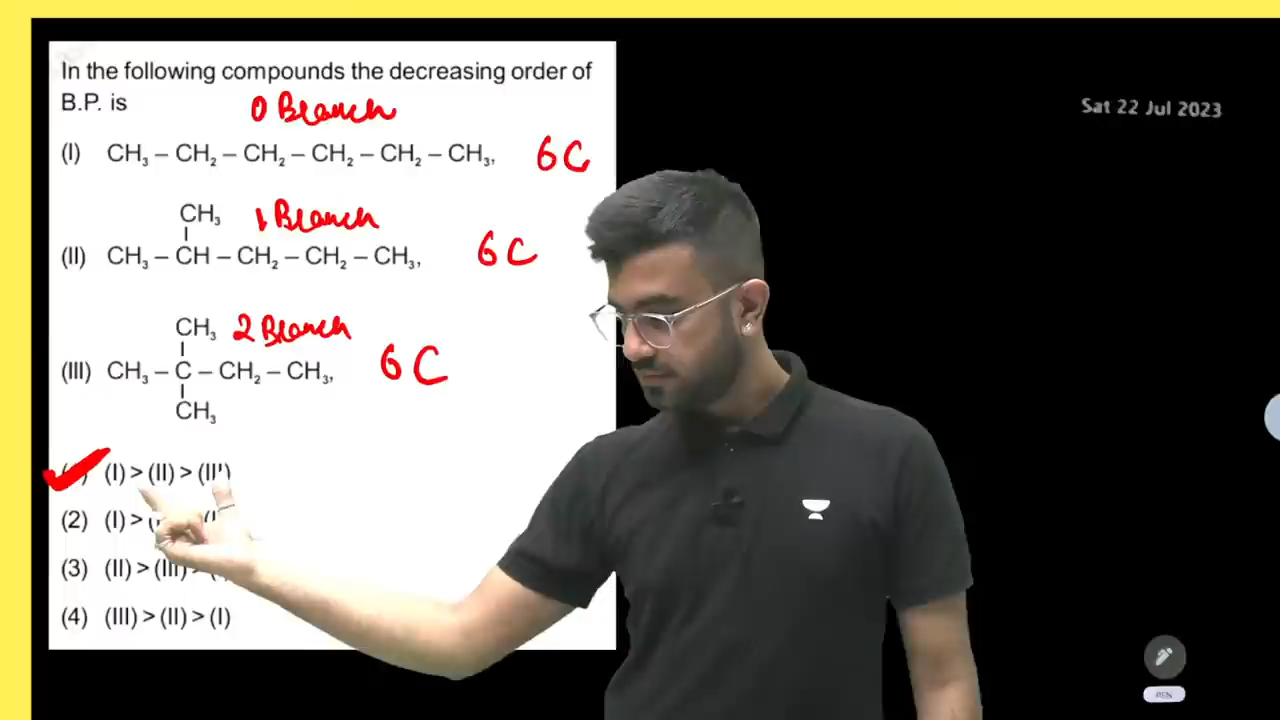 In the following compounds the decreasing order of
B.P. is
0 Branch
Sat 22 Jul 2023
(I) CH₃ – CH₂ – CH₂ – CH₂ – CH₂ – CH₃, 6C
CH₃ 1 Branch
(II) CH₃ – CH – CH₂ – CH₂ – CH₃, 6C
CH₃ 2 Branch
(III) CH₃ – C – CH₂ – CH₃, 6C
CH₃
(I) > (II) > (III)
(2) (I) >
(3) (II) > (III) >
(4) (III) > (II) > (I)
PEN